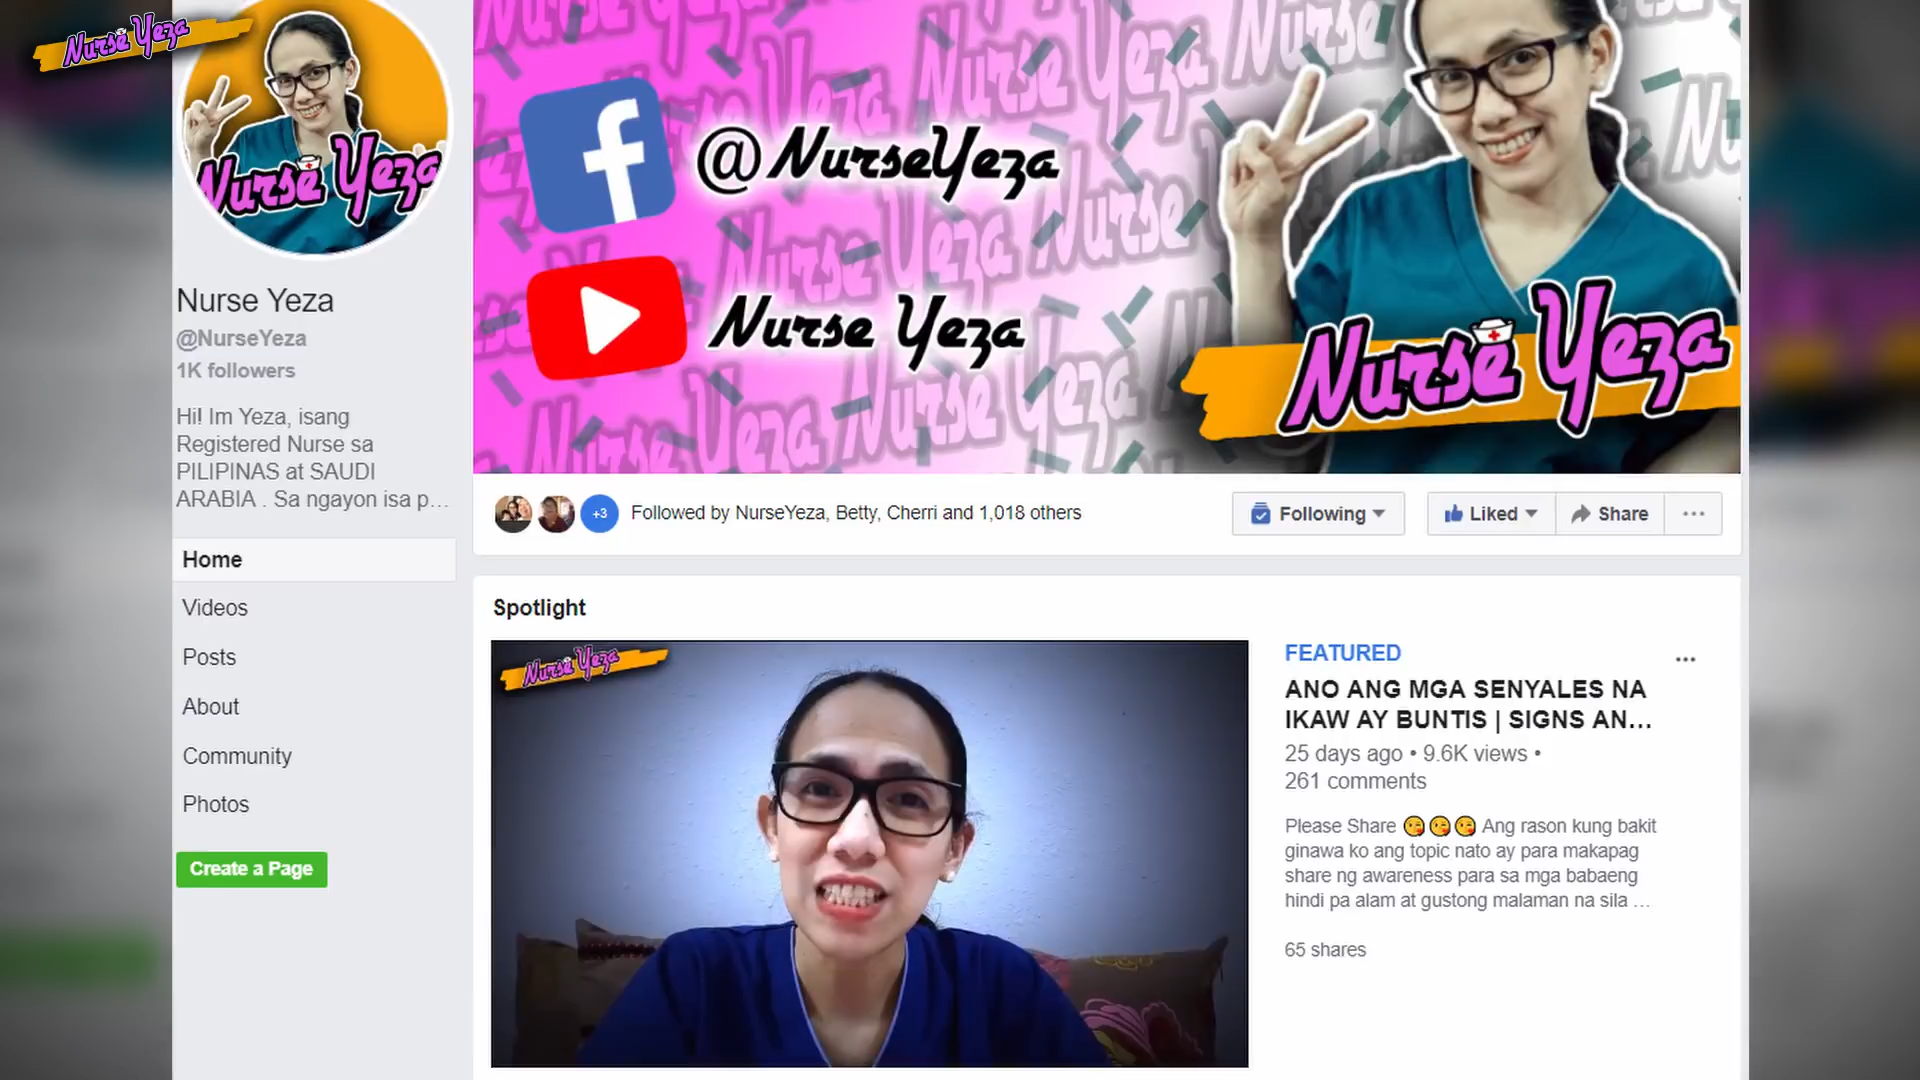 Nurse Yeza
Nurse Yeza
Nurse Yeza
@NurseYeza
1K followers
Hi! Im Yeza, isang
Registered Nurse sa
PILIPINAS at SAUDI
ARABIA . Sa ngayon isa p...
Home
Videos
Posts
About
Community
Photos
Create a Page
@NurseYeza
Nurse Yeza
Nurse Yeza
+3
Followed by NurseYeza, Betty, Cherri and 1,018 others
Following
Liked
Share
Spotlight
Nurse Yeza
FEATURED
ANO ANG MGA SENYALES NA
IKAW AY BUNTIS | SIGNS AN...
25 days ago • 9.6K views •
261 comments
Please Share 😘😘😘 Ang rason kung bakit
ginawa ko ang topic nato ay para makapag
share ng awareness para sa mga babaeng
hindi pa alam at gustong malaman na sila ...
65 shares